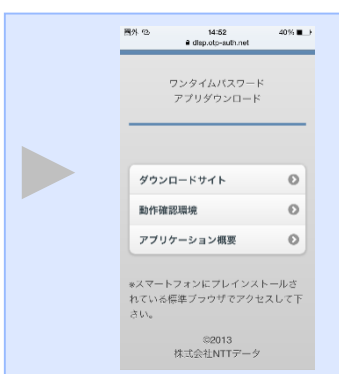 圏外 14:52 40%
disp.otp-auth.net
ワンタイムパスワード
アプリダウンロード
ダウンロードサイト
動作確認環境
アプリケーション概要
※スマートフォンにプレインストールさ
れている標準ブラウザでアクセスして下
さい。
©2013
株式会社NTTデータ